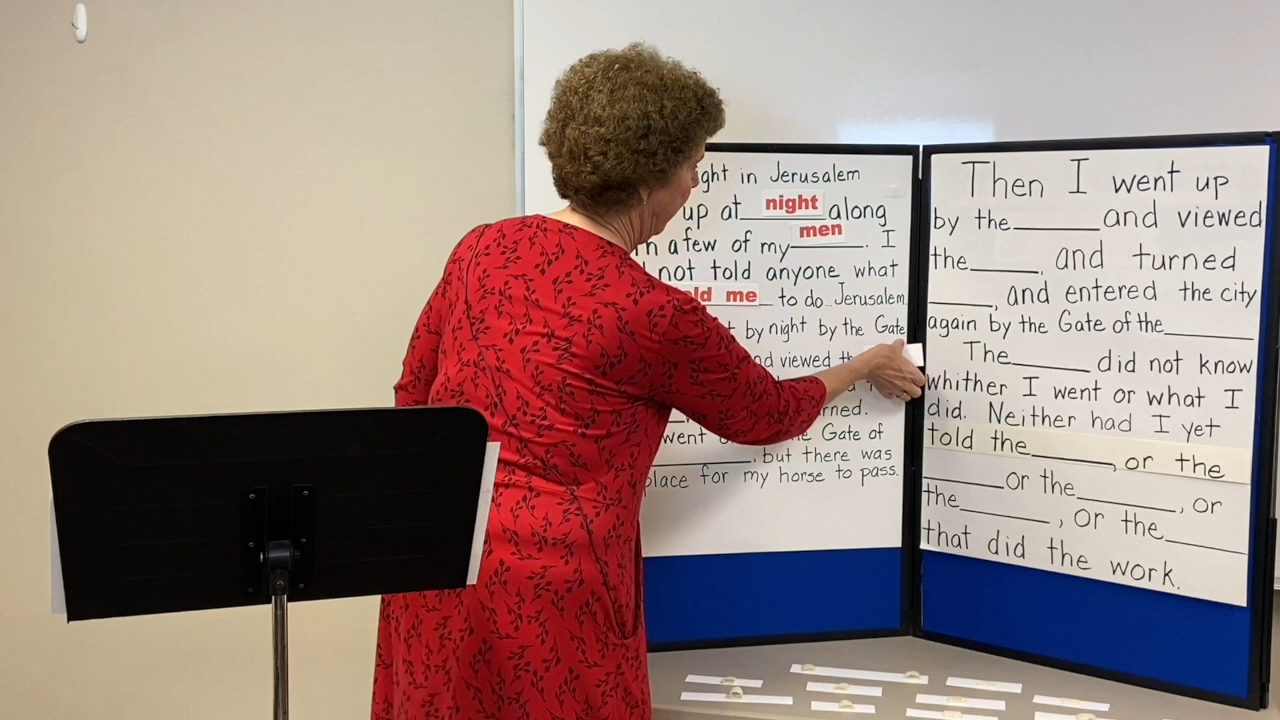 ght in Jerusalem
up at night along
a few of my men. I
not told anyone what
me to do... Jerusalem.
by night by the Gate
nd viewed th
rned.
went Gate of
, but there was
place for my horse to pass.
Then I went up
by the and viewed
the , and turned
, and entered the city
again by the Gate of the
The did not know
whither I went or what I
did. Neither had I yet
told the , or the
or the , or
the , or the
that did the work.